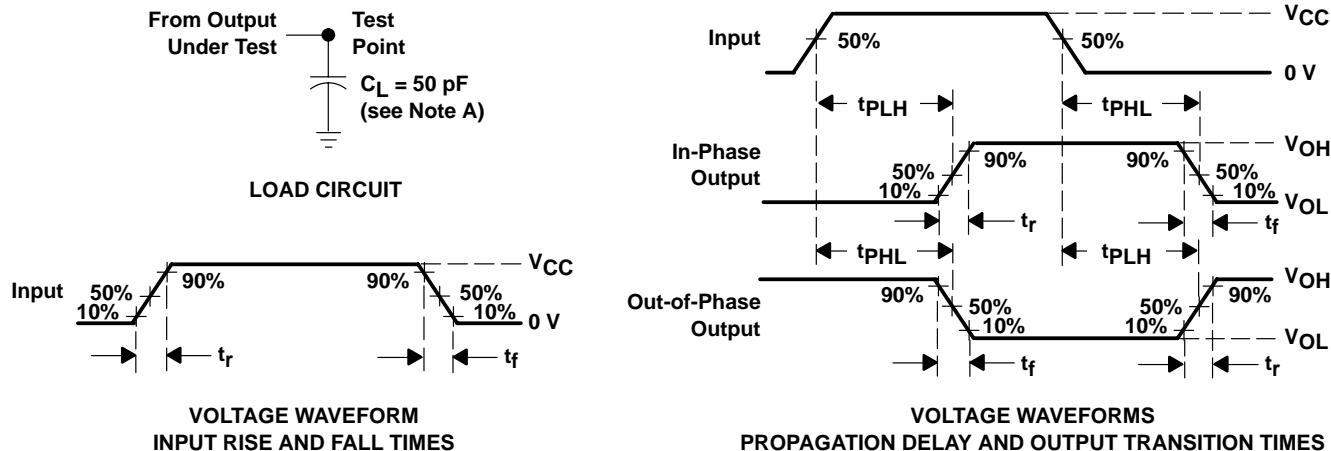 From Output
Under Test
Test
Point
CL = 50 pF
(see Note A)
LOAD CIRCUIT
Input
50%
10%
90%
90%
50%
10%
VCC
0 V
tr
tf
VOLTAGE WAVEFORM
INPUT RISE AND FALL TIMES
Input
50%
50%
VCC
0 V
tPLH
tPHL
In-Phase
Output
50%
10%
90%
90%
50%
10%
VOH
VOL
tr
tf
tPHL
tPLH
Out-of-Phase
Output
90%
50%
10%
50%
10%
90%
VOH
VOL
tf
tr
VOLTAGE WAVEFORMS
PROPAGATION DELAY AND OUTPUT TRANSITION TIMES